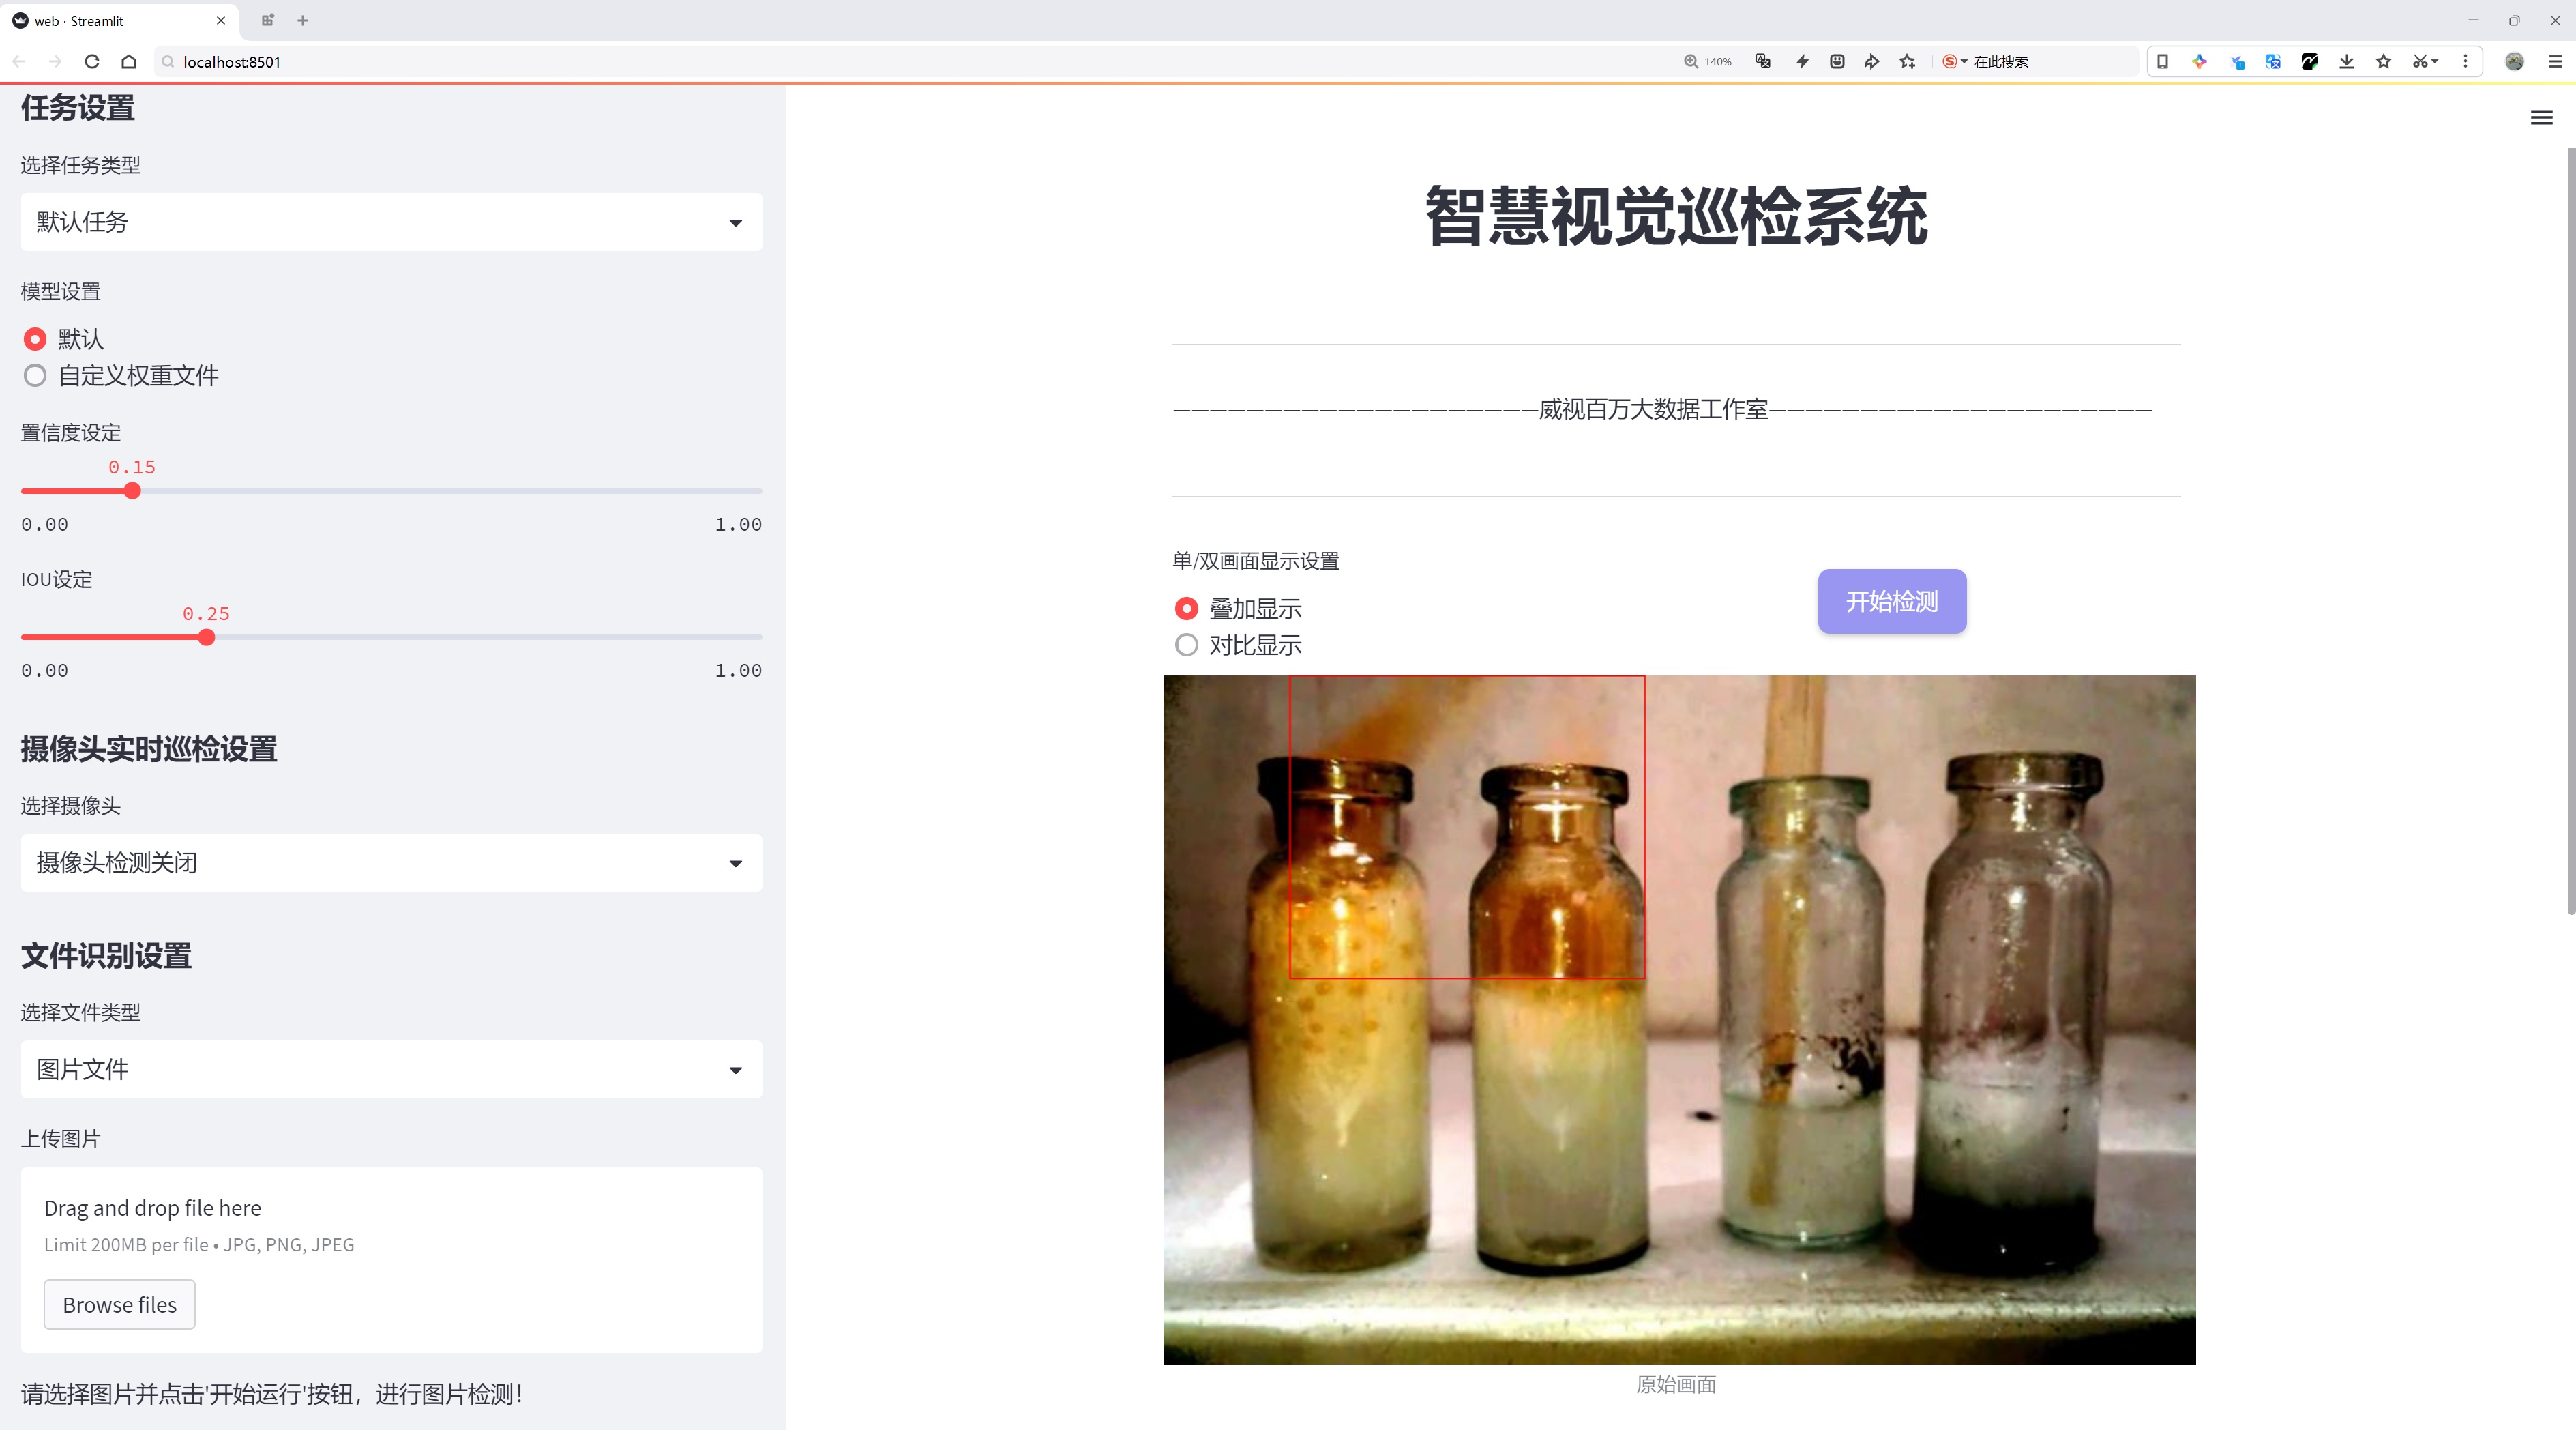 web · Streamlit
localhost:8501
140%
在此搜索
任务设置
选择任务类型
默认任务
模型设置
默认
自定义权重文件
置信度设定
0.15
0.00 1.00
IOU设定
0.25
0.00 1.00
摄像头实时巡检设置
选择摄像头
摄像头检测关闭
文件识别设置
选择文件类型
图片文件
上传图片
Drag and drop file here
Limit 200MB per file • JPG, PNG, JPEG
Browse files
请选择图片并点击'开始运行'按钮，进行图片检测！
智慧视觉巡检系统
————————————————————威视百万大数据工作室—————————————————————
单/双画面显示设置
叠加显示
对比显示
开始检测
原始画面